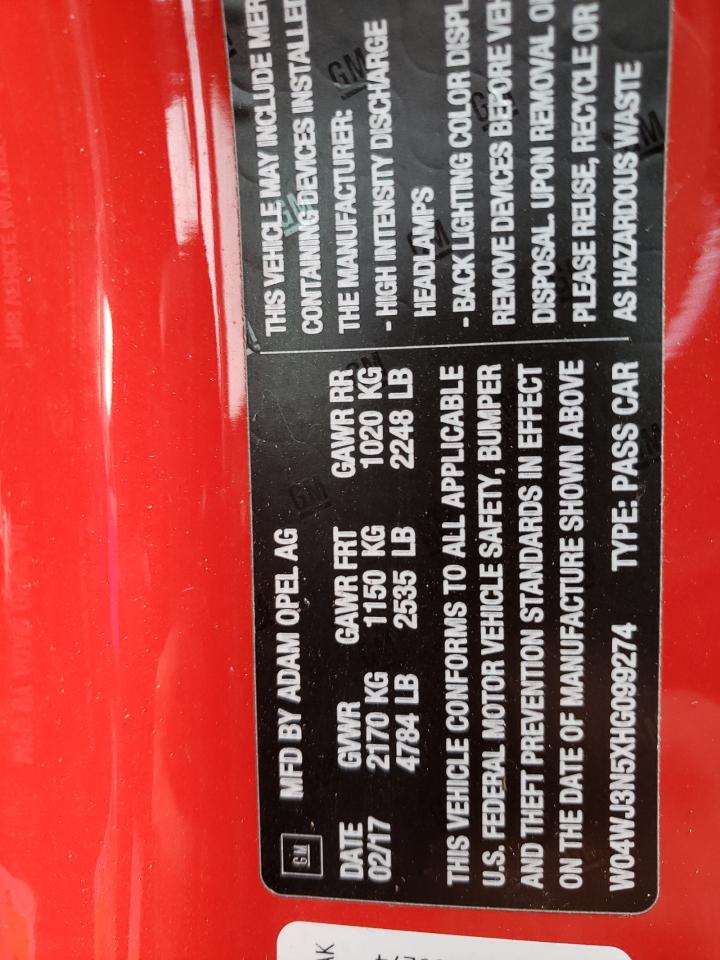 GM MFD BY ADAM OPEL AG
DATE GVWR GAWR FRT GAWR RR
02/17 2170 KG 1150 KG 1020 KG
4784 LB 2535 LB 2248 LB
THIS VEHICLE CONFORMS TO ALL APPLICABLE
U.S. FEDERAL MOTOR VEHICLE SAFETY, BUMPER
AND THEFT PREVENTION STANDARDS IN EFFECT
ON THE DATE OF MANUFACTURE SHOWN ABOVE
W04WJ3N5XHG099274 TYPE: PASS CAR
THIS VEHICLE MAY INCLUDE MER
CONTAINING DEVICES INSTALLED
THE MANUFACTURER:
- HIGH INTENSITY DISCHARGE
HEADLAMPS
- BACK LIGHTING COLOR DISPL
REMOVE DEVICES BEFORE VEH
DISPOSAL. UPON REMOVAL O
PLEASE REUSE, RECYCLE OR
AS HAZARDOUS WASTE